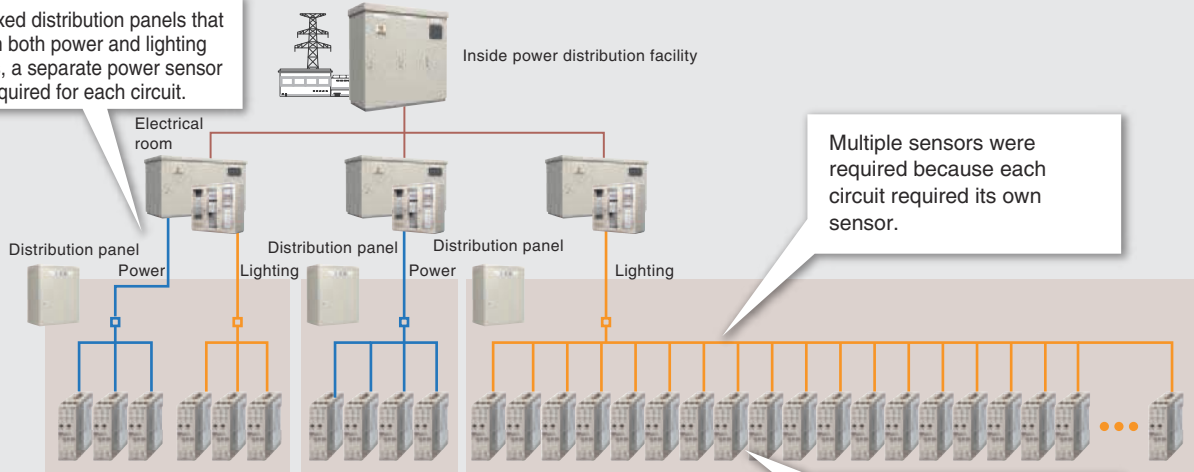 distribution panels that
both power and lighting
, a separate power sensor
required for each circuit.
Inside power distribution facility
Electrical
room
Multiple sensors were
required because each
circuit required its own
sensor.
Distribution panel
Power
Lighting
Distribution panel
Power
Distribution panel
Lighting